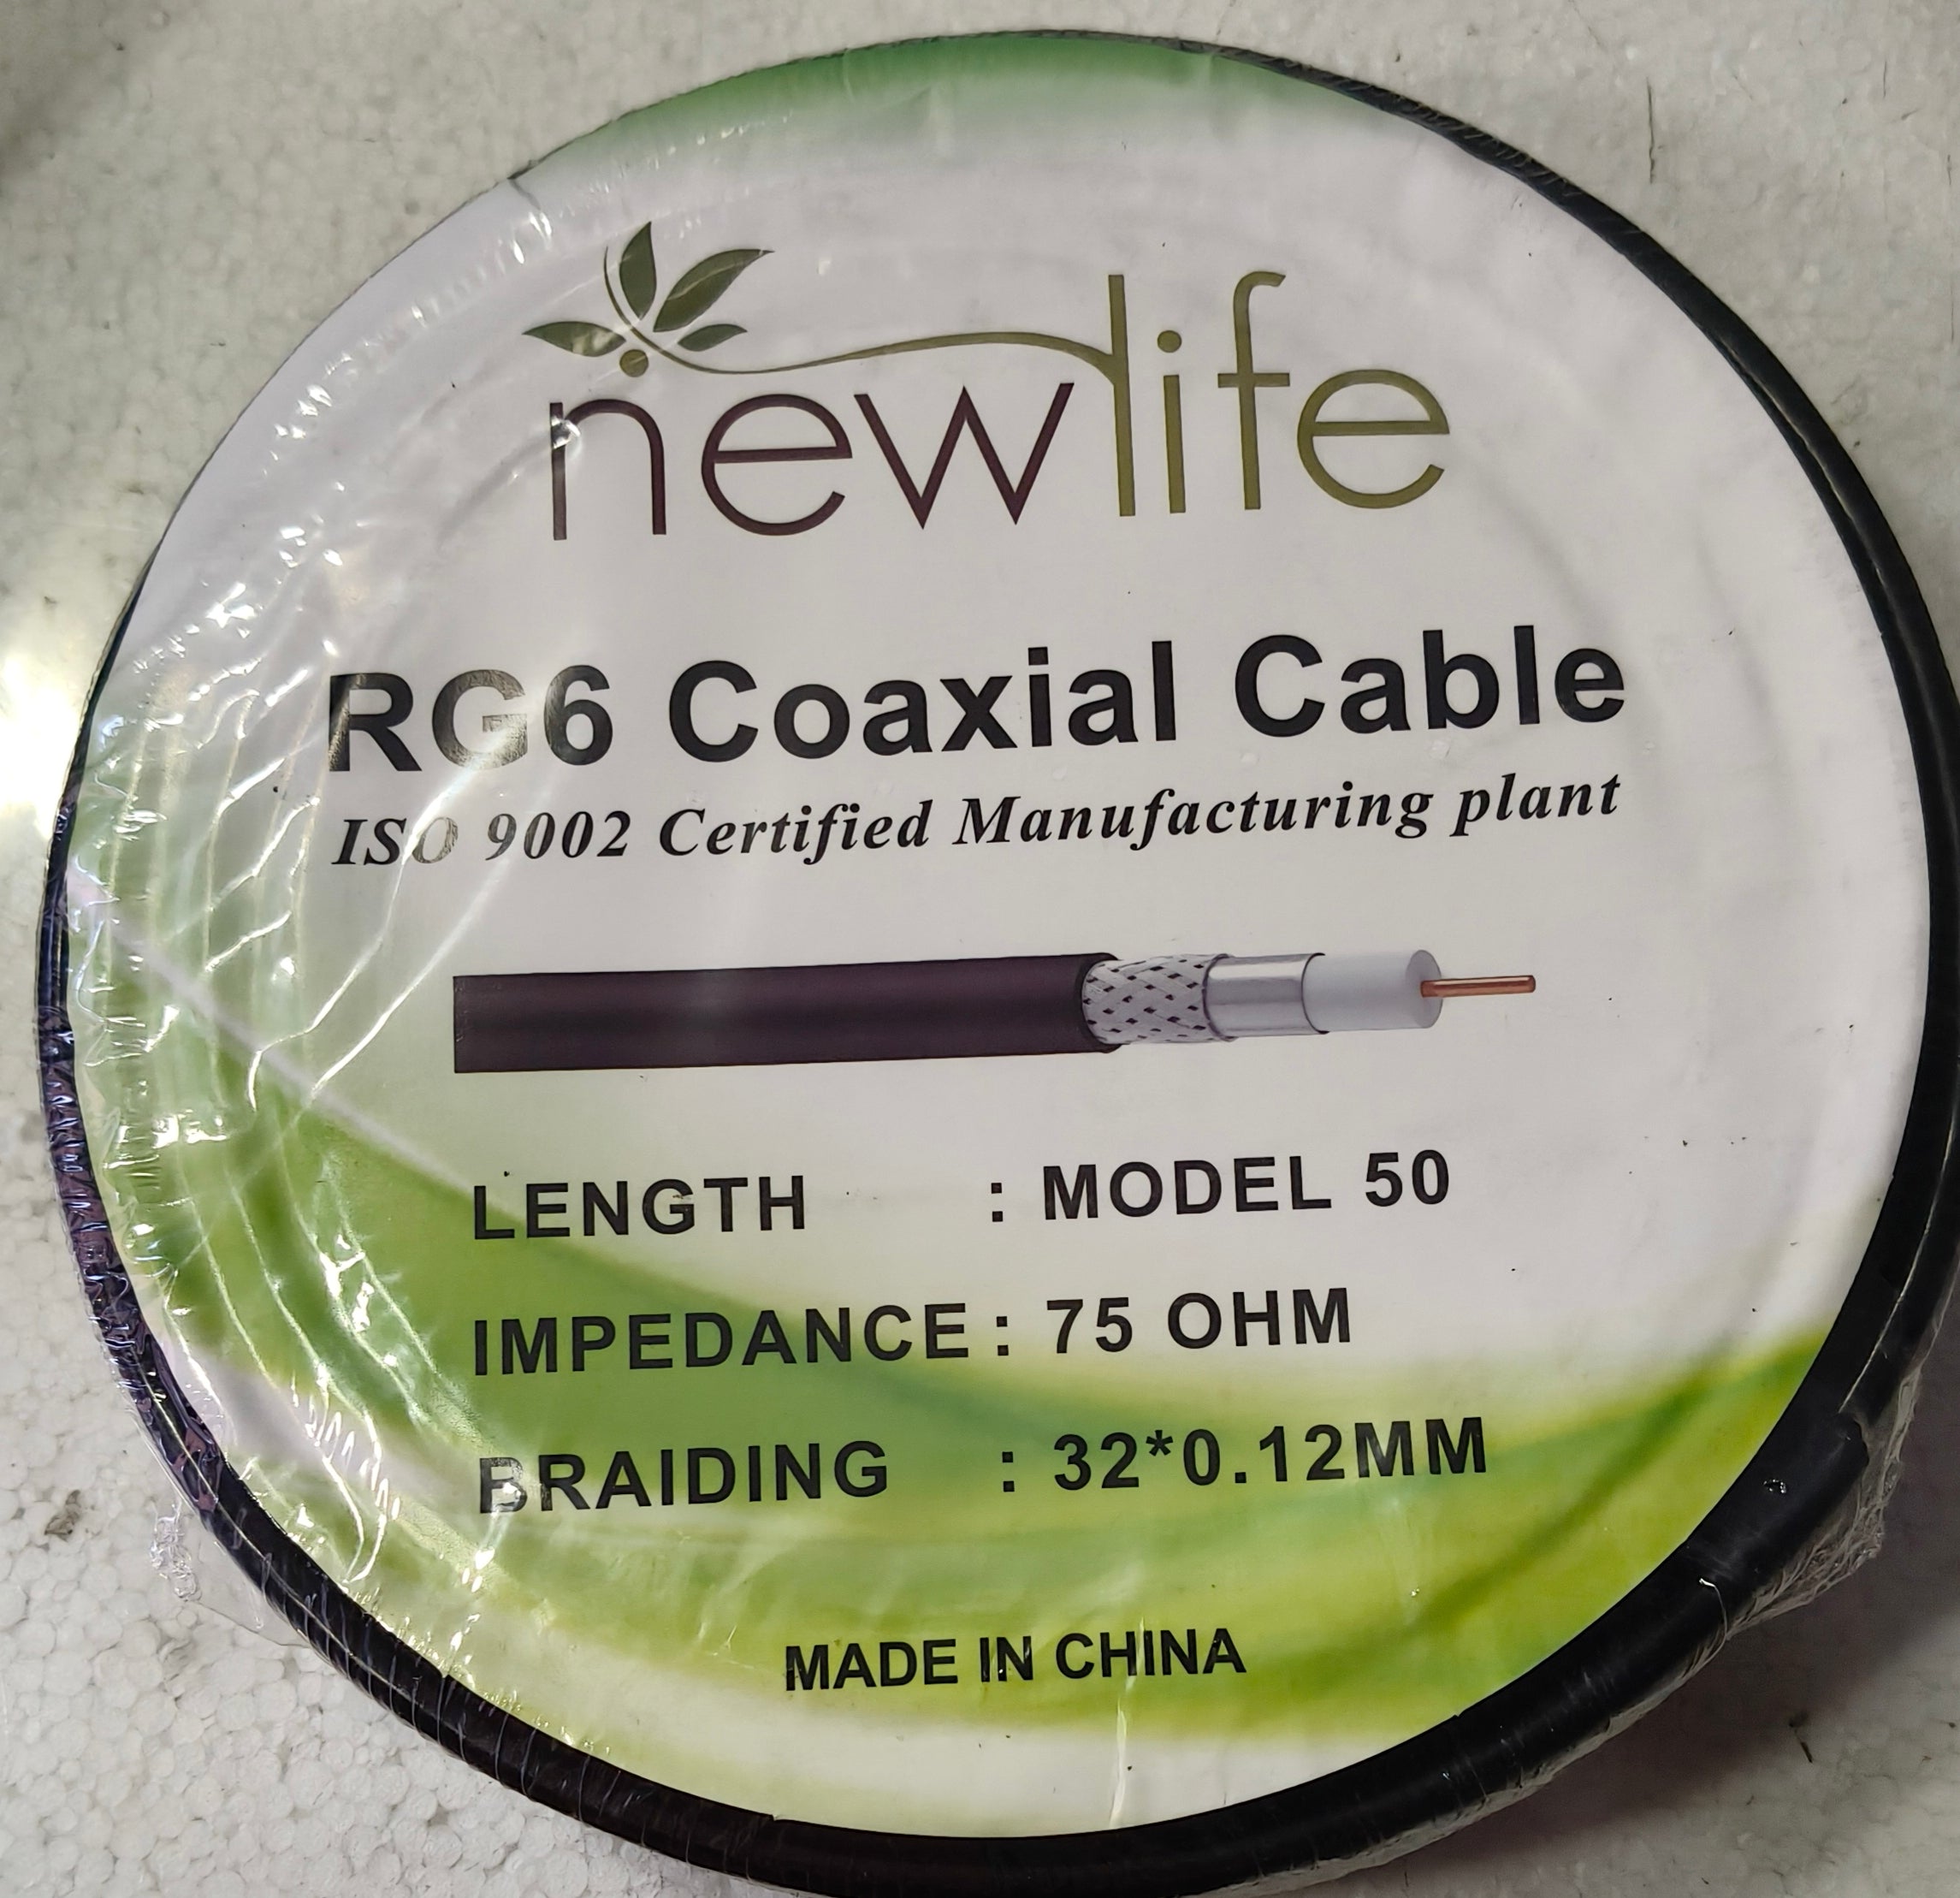 newlife
RG6 Coaxial Cable
ISO 9002 Certified Manufacturing plant
LENGTH : MODEL 50
IMPEDANCE : 75 OHM
BRAIDING : 32*0.12MM
MADE IN CHINA